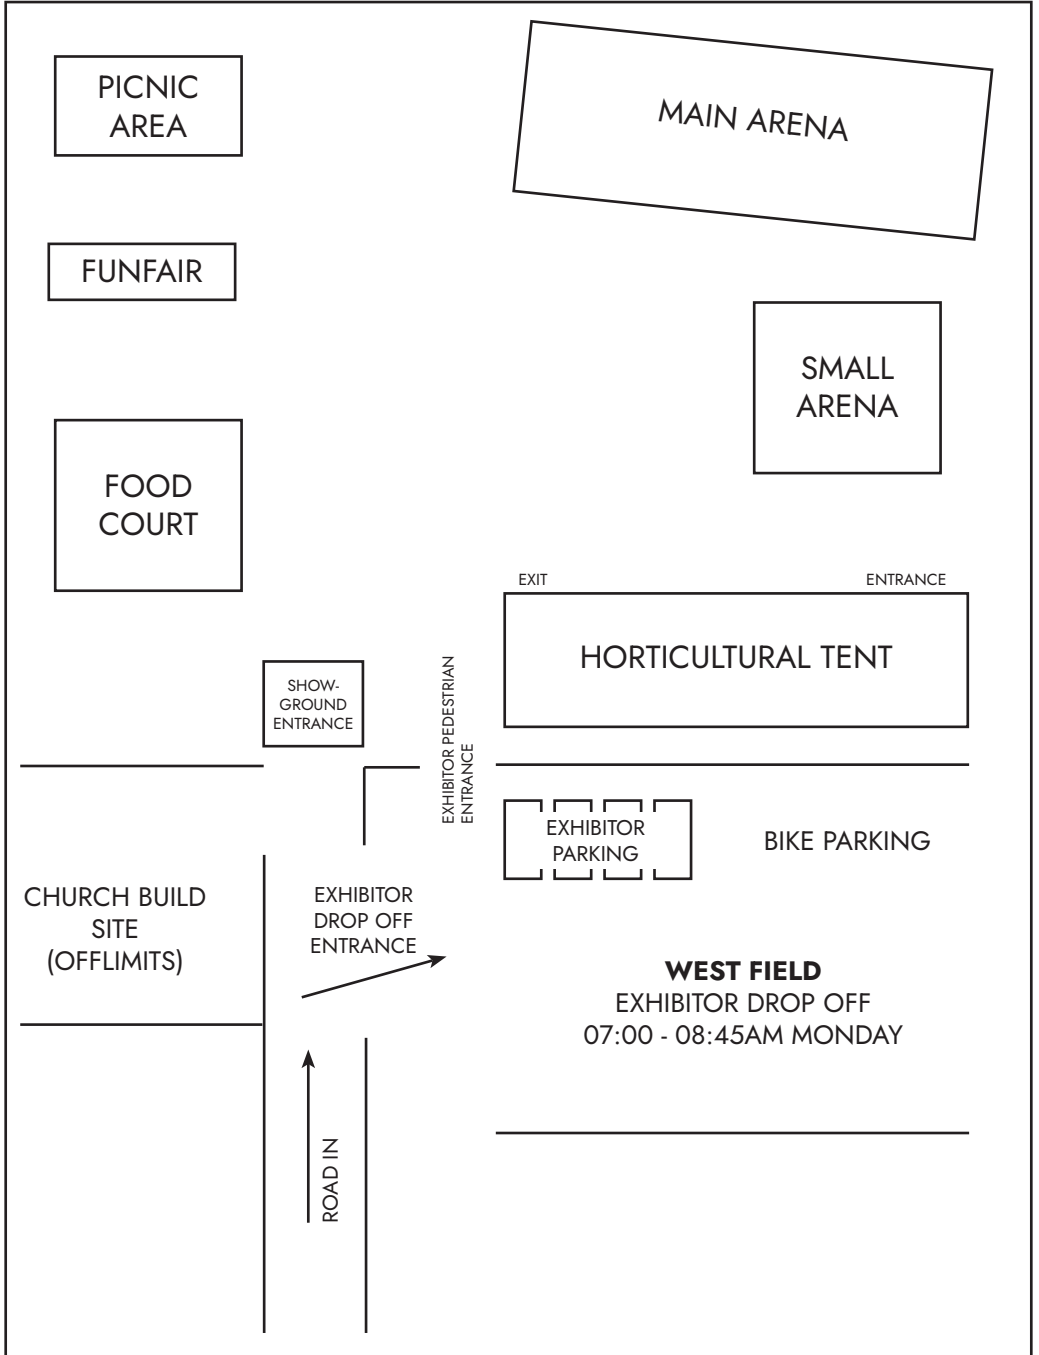 PICNIC
AREA
MAIN ARENA
FUNFAIR
SMALL
ARENA
FOOD
COURT
EXIT
ENTRANCE
HORTICULTURAL TENT
SHOW-
GROUND
ENTRANCE
EXHIBITOR PEDESTRIAN
ENTRANCE
EXHIBITOR
PARKING
BIKE PARKING
CHURCH BUILD
SITE
(OFFLIMITS)
EXHIBITOR
DROP OFF
ENTRANCE
WEST FIELD
EXHIBITOR DROP OFF
07:00 - 08:45AM MONDAY
ROAD IN